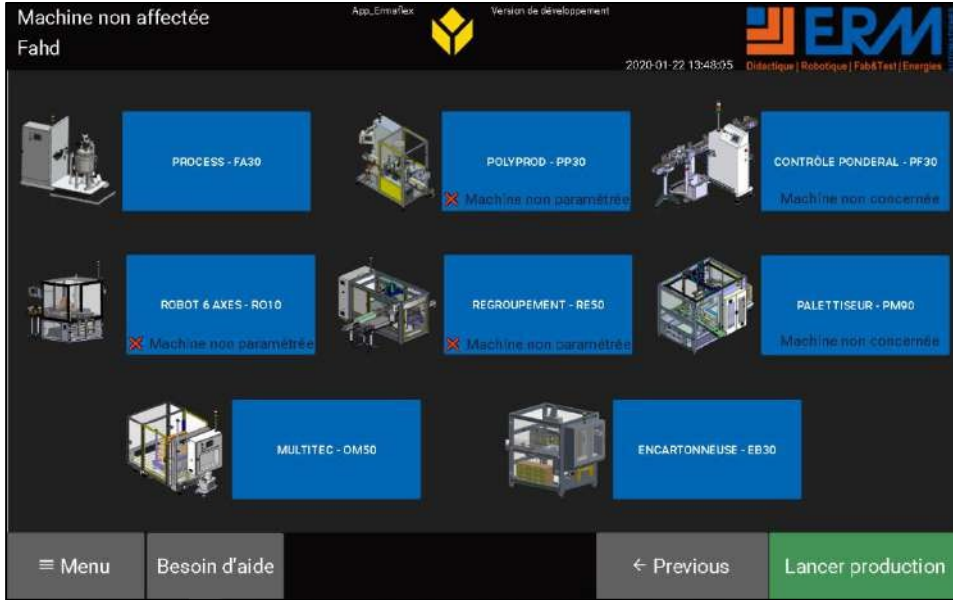 Machine non affectée
App_Ermaflex
Version de développement
Fahd
2020-01-22 13:48:05
ERM
Didactique | Robotique | Fab&Test | Energies
PROCESS - FA30
POLYPROD - PP30
Machine non paramétrée
CONTRÔLE PONDERAL - PF30
Machine non concernée
ROBOT 6 AXES - RO10
Machine non paramétrée
REGROUPEMENT - RE50
Machine non paramétrée
PALETTISEUR - PM90
Machine non concernée
MULTITEC - OM50
ENCARTONNEUSE - EB30
≡ Menu
Besoin d'aide
← Previous
Lancer production